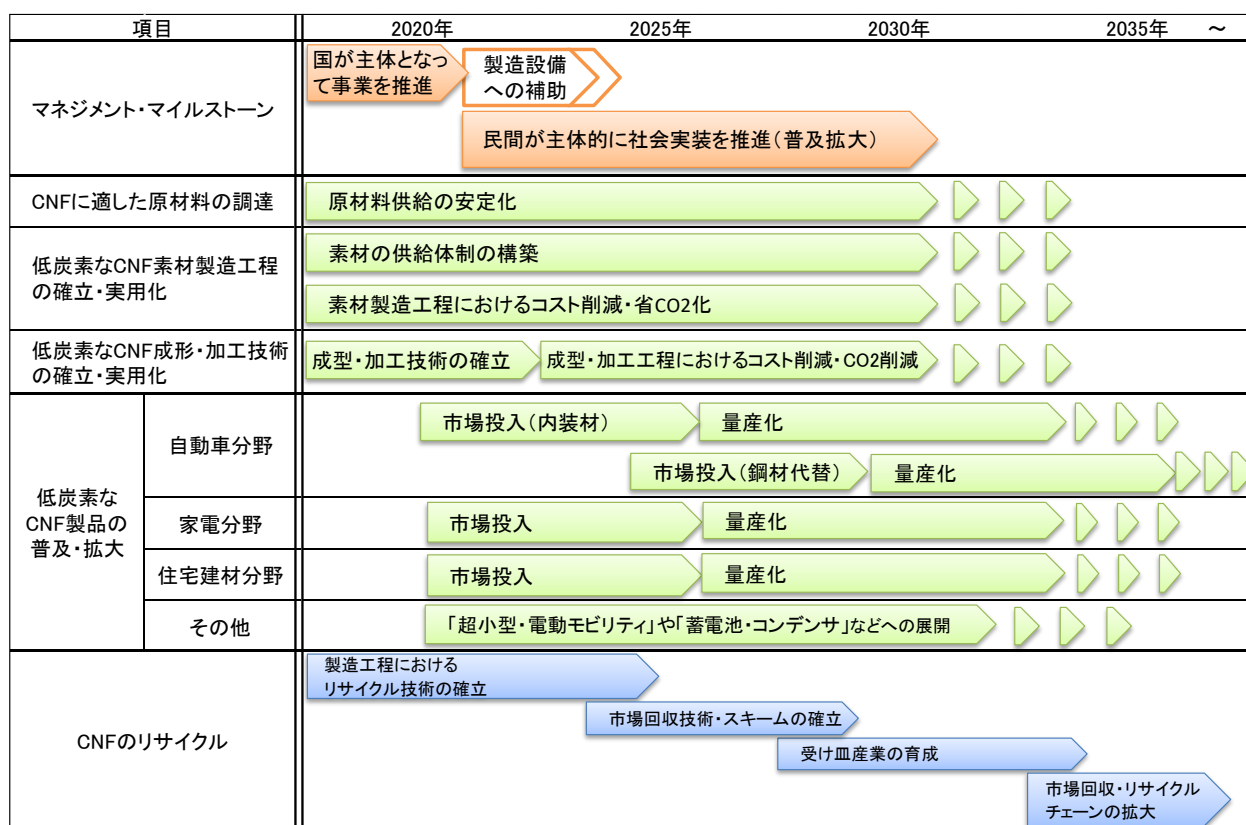 項目
2020年
2025年
2030年
2035年
～
マネジメント・マイルストーン
国が主体となっ
て事業を推進
製造設備
への補助
民間が主体的に社会実装を推進(普及拡大)
CNFに適した原材料の調達
原材料供給の安定化
低炭素なCNF素材製造工程
の確立・実用化
素材の供給体制の構築
素材製造工程におけるコスト削減・省CO2化
低炭素なCNF成形・加工技術
の確立・実用化
成型・加工技術の確立
成型・加工工程におけるコスト削減・CO2削減
低炭素な
CNF製品の
普及・拡大
自動車分野
市場投入(内装材)
量産化
市場投入(鋼材代替)
量産化
家電分野
市場投入
量産化
住宅建材分野
市場投入
量産化
その他
「超小型・電動モビリティ」や「蓄電池・コンデンサ」などへの展開
CNFのリサイクル
製造工程における
リサイクル技術の確立
市場回収技術・スキームの確立
受け皿産業の育成
市場回収・リサイクル
チェーンの拡大